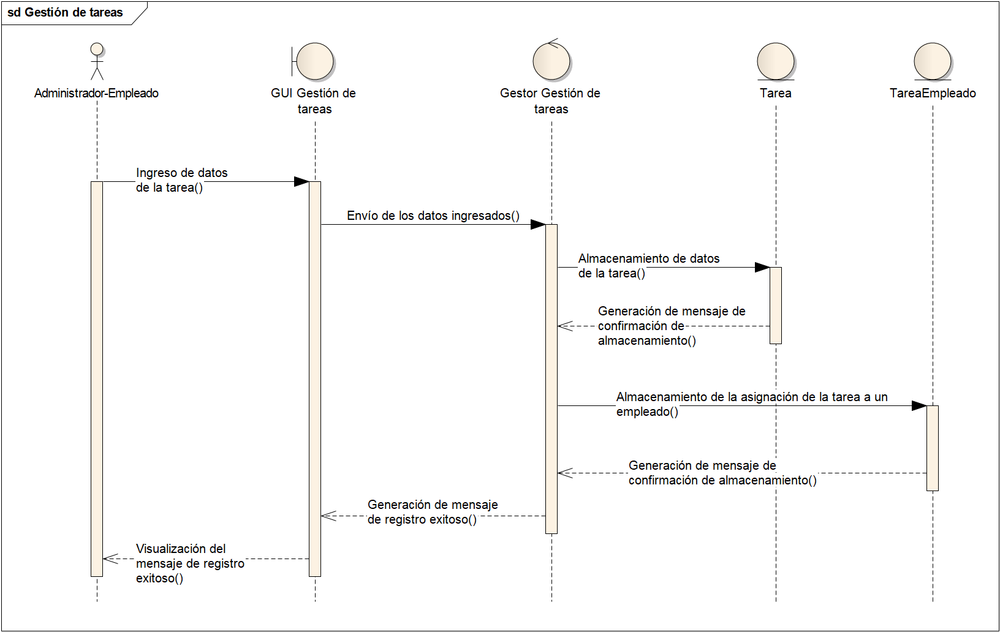 sd Gestión de tareas
Administrador-Empleado
GUI Gestión de
tareas
Gestor Gestión de
tareas
Tarea
TareaEmpleado
Ingreso de datos
de la tarea()
Envío de los datos ingresados()
Almacenamiento de datos
de la tarea()
Generación de mensaje de
confirmación de
almacenamiento()
Almacenamiento de la asignación de la tarea a un
empleado()
Generación de mensaje de
confirmación de almacenamiento()
Generación de mensaje
de registro exitoso()
Visualización del
mensaje de registro
exitoso()